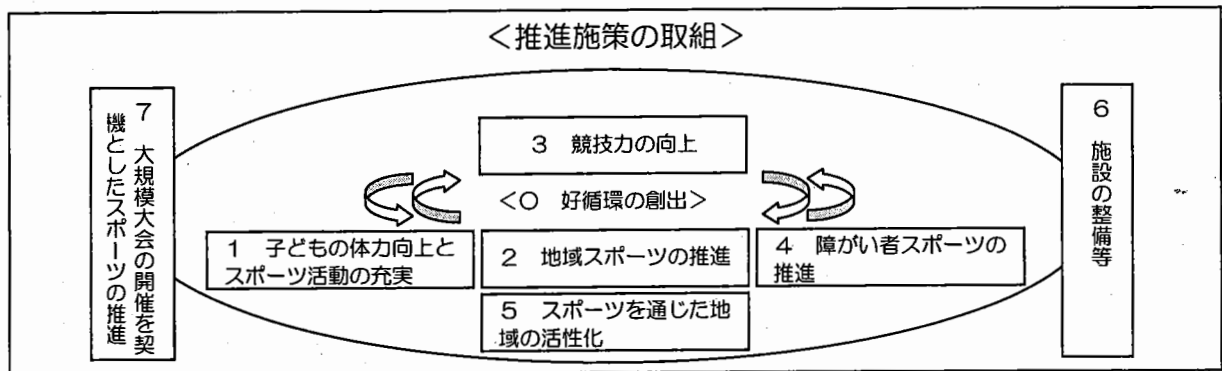 ＜推進施策の取組＞
7 大規模大会の開催を契
機としたスポーツの推進
3 競技力の向上
＜〇 好循環の創出＞
1 子どもの体力向上と
スポーツ活動の充実
2 地域スポーツの推進
4 障がい者スポーツの
推進
5 スポーツを通じた地
域の活性化
6 施設の整備等